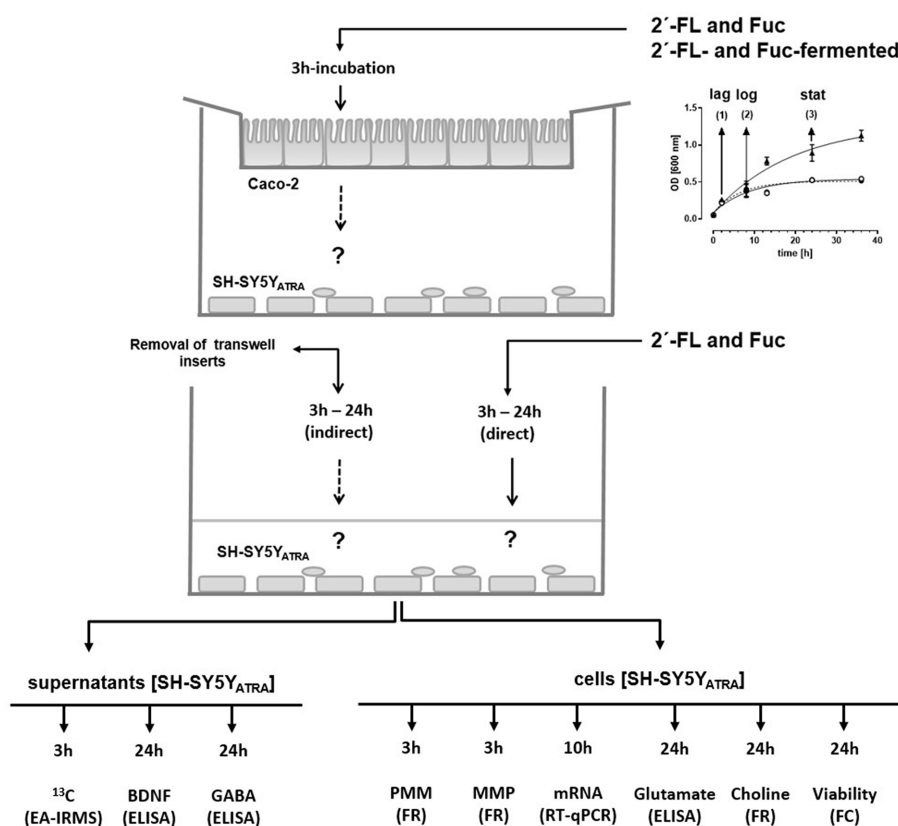 2´-FL and Fuc
2´-FL- and Fuc-fermented
3h-incubation
Caco-2
?
SH-SY5YATRA
lag log stat
(1) (2) (3)
1.5
1.0
0.5
0.0
OD [600 nm]
0 10 20 30 40
time [h]
Removal of transwell
inserts
2´-FL and Fuc
3h – 24h 3h – 24h
(indirect) (direct)
? ?
SH-SY5YATRA
supernatants [SH-SY5YATRA] cells [SH-SY5YATRA]
3h 24h 24h 3h 3h 10h 24h 24h 24h
13C BDNF GABA PMM MMP mRNA Glutamate Choline Viability
(EA-IRMS) (ELISA) (ELISA) (FR) (FR) (RT-qPCR) (ELISA) (FR) (FC)